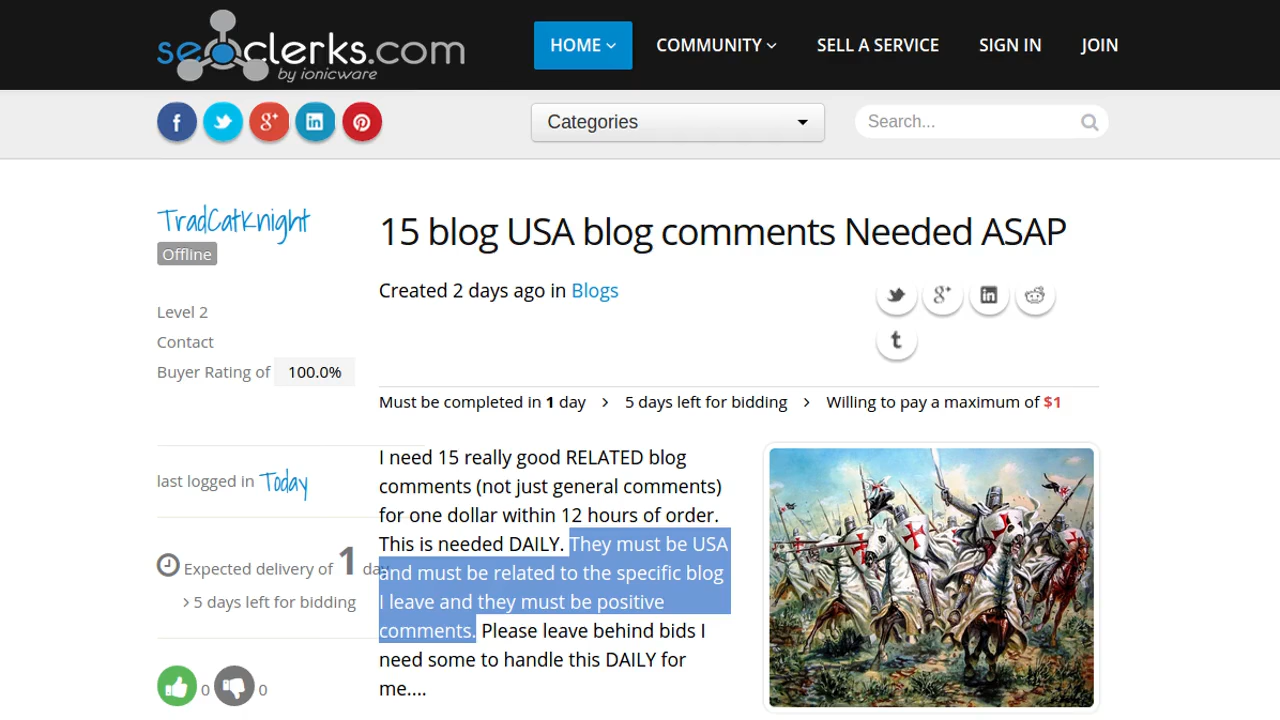 seoclerks.com
by ionicware
HOME
COMMUNITY
SELL A SERVICE
SIGN IN
JOIN
Categories
Search...
TradCatKnight
Offline
Level 2
Contact
Buyer Rating of 100.0%
last logged in Today
Expected delivery of 1 day
5 days left for bidding
0
0
15 blog USA blog comments Needed ASAP
Created 2 days ago in Blogs
Must be completed in 1 day > 5 days left for bidding > Willing to pay a maximum of $1
I need 15 really good RELATED blog
comments (not just general comments)
for one dollar within 12 hours of order.
This is needed DAILY. They must be USA
and must be related to the specific blog
I leave and they must be positive
comments. Please leave behind bids I
need some to handle this DAILY for
me....